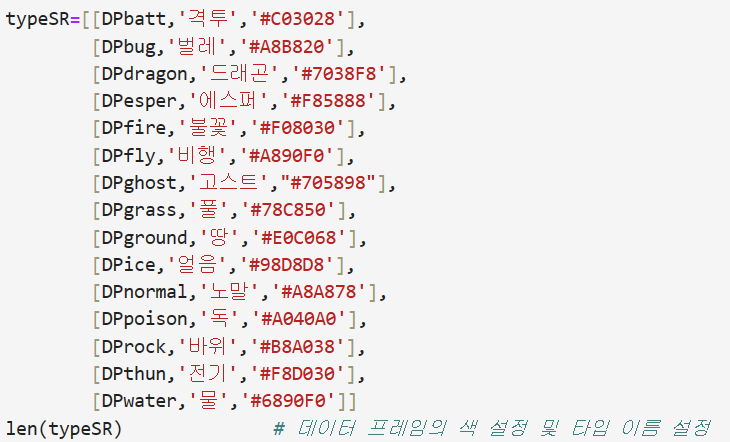 typeSR=[[DPbatt,'격투','#C03028'],
[DPbug,'벌레','#A8B820'],
[DPdragon,'드래곤','#7038F8'],
[DPesper,'에스퍼','#F85888'],
[DPfire,'불꽃','#F08030'],
[DPfly,'비행','#A890F0'],
[DPghost,'고스트',"#705898"],
[DPgrass,'풀','#78C850'],
[DPground,'땅','#E0C068'],
[DPice,'얼음','#98D8D8'],
[DPnormal,'노말','#A8A878'],
[DPpoison,'독','#A040A0'],
[DProck,'바위','#B8A038'],
[DPthun,'전기','#F8D030'],
[DPwater,'물','#6890F0']]
len(typeSR) # 데이터 프레임의 색 설정 및 타입 이름 설정